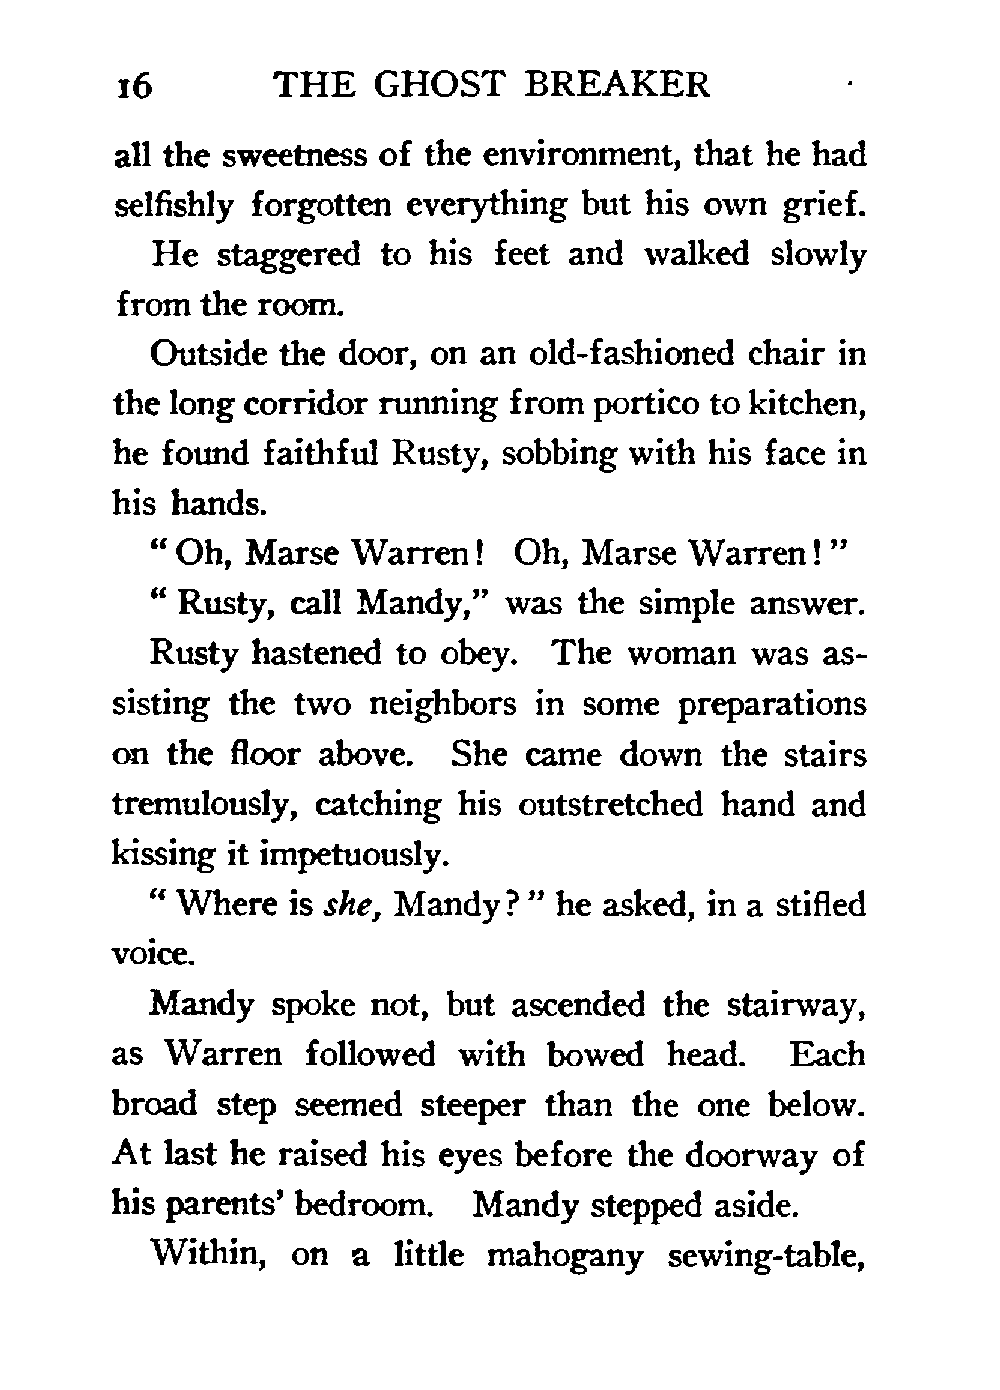 16 THE GHOST BREAKER
all the sweetness of the environment, that he had
selfishly forgotten everything but his own grief.
He staggered to his feet and walked slowly
from the room.
Outside the door, on an old-fashioned chair in
the long corridor running from portico to kitchen,
he found faithful Rusty, sobbing with his face in
his hands.
“ Oh, Marse Warren! Oh, Marse Warren! ”
“ Rusty, call Mandy,” was the simple answer.
Rusty hastened to obey. The woman was as-
sisting the two neighbors in some preparations
on the floor above. She came down the stairs
tremulously, catching his outstretched hand and
kissing it impetuously.
“ Where is she, Mandy? ” he asked, in a stifled
voice.
Mandy spoke not, but ascended the stairway,
as Warren followed with bowed head. Each
broad step seemed steeper than the one below.
At last he raised his eyes before the doorway of
his parents’ bedroom. Mandy stepped aside.
Within, on a little mahogany sewing-table,